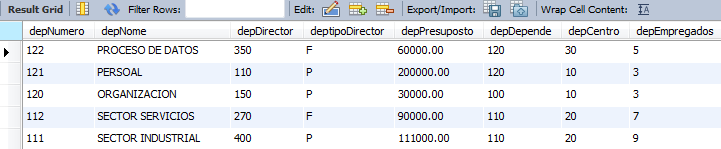 Result Grid Filter Rows: Edit: Export/Import: Wrap Cell Content:
depNumero depNome depDirector deptipoDirector depPresuposto depDepende depCentro depEmpregados
122 PROCESO DE DATOS 350 F 60000.00 120 30 5
121 PERSOAL 110 P 200000.00 120 10 3
120 ORGANIZACION 150 P 30000.00 100 10 3
112 SECTOR SERVICIOS 270 F 90000.00 110 20 7
111 SECTOR INDUSTRIAL 400 P 111000.00 110 20 9